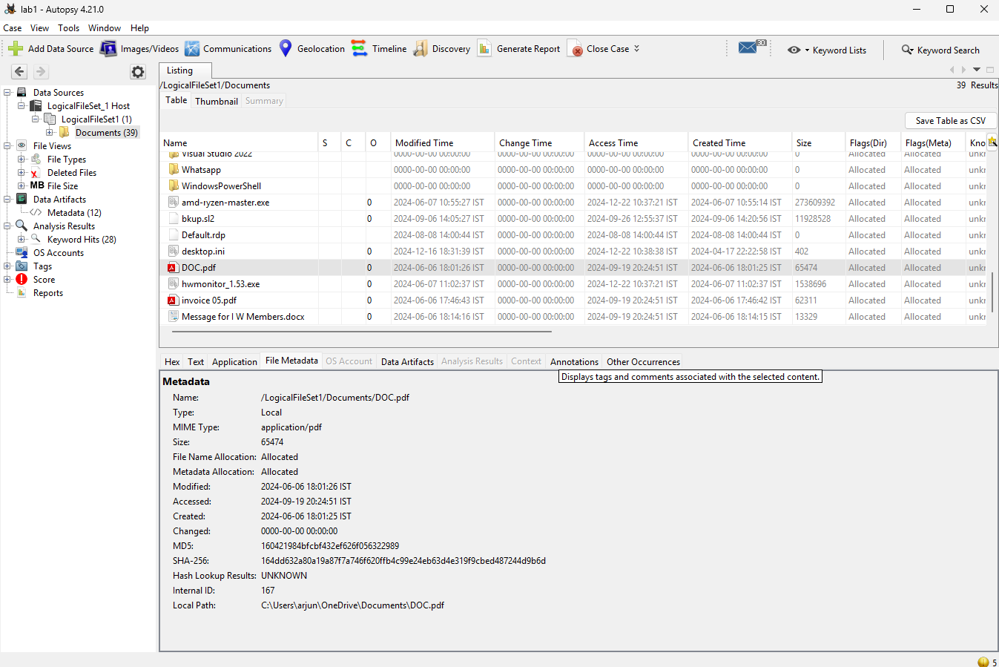 lab1 - Autopsy 4.21.0
Case View Tools Window Help
Add Data Source Images/Videos Communications Geolocation Timeline Discovery Generate Report Close Case 30 Keyword Lists Keyword Search
Listing
/LogicalFileSet1/Documents 39 Results
Table Thumbnail Summary
Save Table as CSV
Data Sources
LogicalFileSet_1 Host
LogicalFileSet1 (1)
Documents (39)
File Views
File Types
Deleted Files
MB File Size
Data Artifacts
Metadata (12)
Analysis Results
Keyword Hits (28)
OS Accounts
Tags
Score
Reports
Name S C O Modified Time Change Time Access Time Created Time Size Flags(Dir) Flags(Meta) Kno
Visual Studio 2022 0000-00-00 00:00:00 0000-00-00 00:00:00 0000-00-00 00:00:00 0000-00-00 00:00:00 0 Allocated Allocated unkr
Whatsapp 0000-00-00 00:00:00 0000-00-00 00:00:00 0000-00-00 00:00:00 0000-00-00 00:00:00 0 Allocated Allocated unkr
WindowsPowerShell 0000-00-00 00:00:00 0000-00-00 00:00:00 0000-00-00 00:00:00 0000-00-00 00:00:00 0 Allocated Allocated unkr
amd-ryzen-master.exe 0 2024-06-07 10:55:27 IST 0000-00-00 00:00:00 2024-12-22 10:37:21 IST 2024-06-07 10:55:14 IST 273609392 Allocated Allocated unkr
bkup.sl2 0 2024-09-06 14:05:27 IST 0000-00-00 00:00:00 2024-09-26 12:55:37 IST 2024-09-06 14:20:56 IST 11928528 Allocated Allocated unkr
Default.rdp 2024-08-08 14:00:44 IST 0000-00-00 00:00:00 2024-08-08 14:00:44 IST 2024-08-08 14:00:44 IST 0 Allocated Allocated unkr
desktop.ini 0 2024-12-16 18:31:39 IST 0000-00-00 00:00:00 2024-12-22 10:38:38 IST 2024-04-17 22:22:58 IST 402 Allocated Allocated unkr
DOC.pdf 0 2024-06-06 18:01:26 IST 0000-00-00 00:00:00 2024-09-19 20:24:51 IST 2024-06-06 18:01:25 IST 65474 Allocated Allocated unkr
hwmonitor_1.53.exe 0 2024-06-07 11:02:37 IST 0000-00-00 00:00:00 2024-12-22 10:37:21 IST 2024-06-07 11:02:37 IST 1538696 Allocated Allocated unkr
invoice 05.pdf 0 2024-06-06 17:46:43 IST 0000-00-00 00:00:00 2024-09-19 20:24:51 IST 2024-06-06 17:46:42 IST 62311 Allocated Allocated unkr
Message for I W Members.docx 0 2024-06-06 18:14:16 IST 0000-00-00 00:00:00 2024-09-19 20:24:51 IST 2024-06-06 18:14:15 IST 13329 Allocated Allocated unkr
Hex Text Application File Metadata OS Account Data Artifacts Analysis Results Context Annotations Other Occurrences
Displays tags and comments associated with the selected content.
Metadata
Name: /LogicalFileSet1/Documents/DOC.pdf
Type: Local
MIME Type: application/pdf
Size: 65474
File Name Allocation: Allocated
Metadata Allocation: Allocated
Modified: 2024-06-06 18:01:26 IST
Accessed: 2024-09-19 20:24:51 IST
Created: 2024-06-06 18:01:25 IST
Changed: 0000-00-00 00:00:00
MD5: 160421984bfcbf432ef626f056322989
SHA-256: 164dd632a80a19a87f7a746f620ffb4c99e24eb63d4e319f9cbed487244d9b6d
Hash Lookup Results: UNKNOWN
Internal ID: 167
Local Path: C:\Users\arjun\OneDrive\Documents\DOC.pdf
5